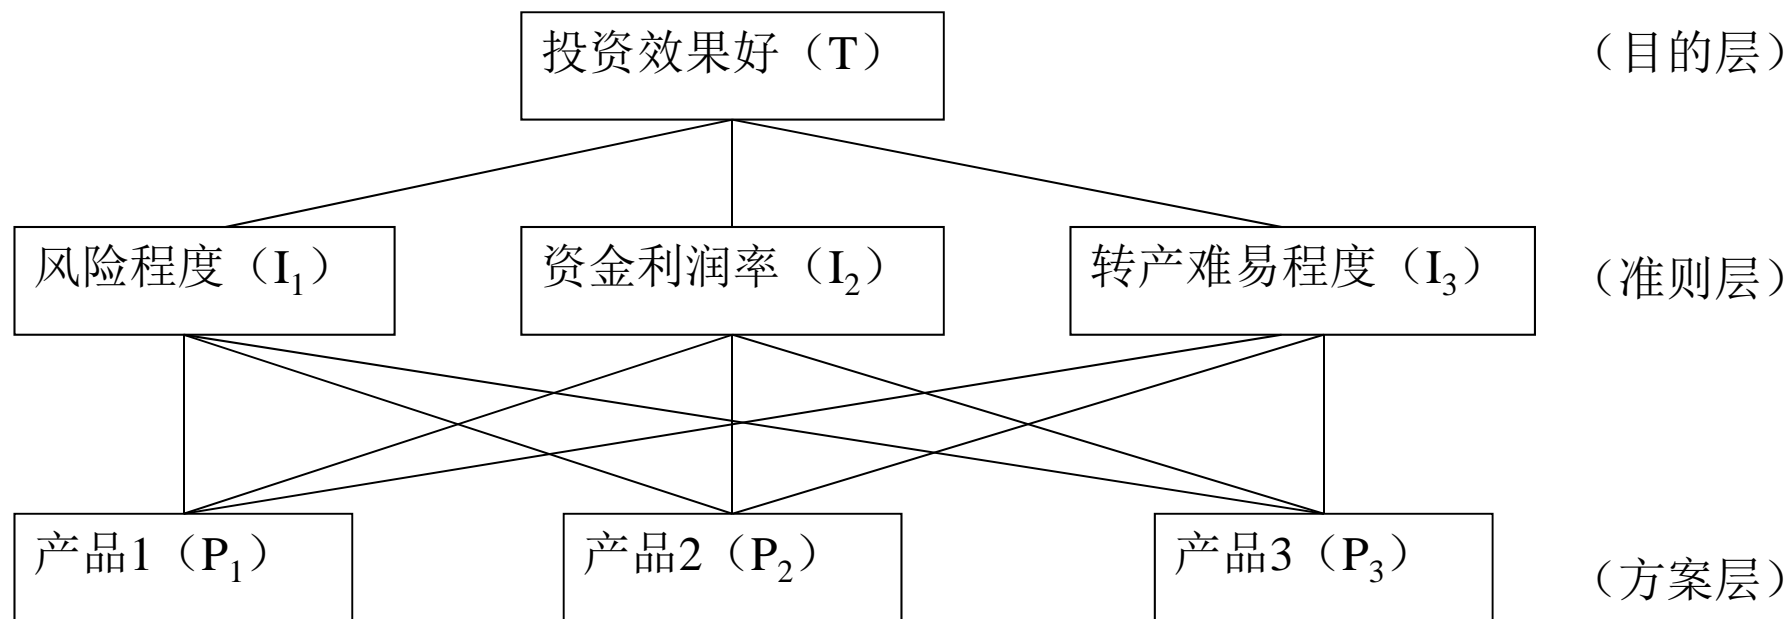 投资效果好（T）
（目的层）
风险程度（I₁）
资金利润率（I₂）
转产难易程度（I₃）
（准则层）
产品1（P₁）
产品2（P₂）
产品3（P₃）
（方案层）